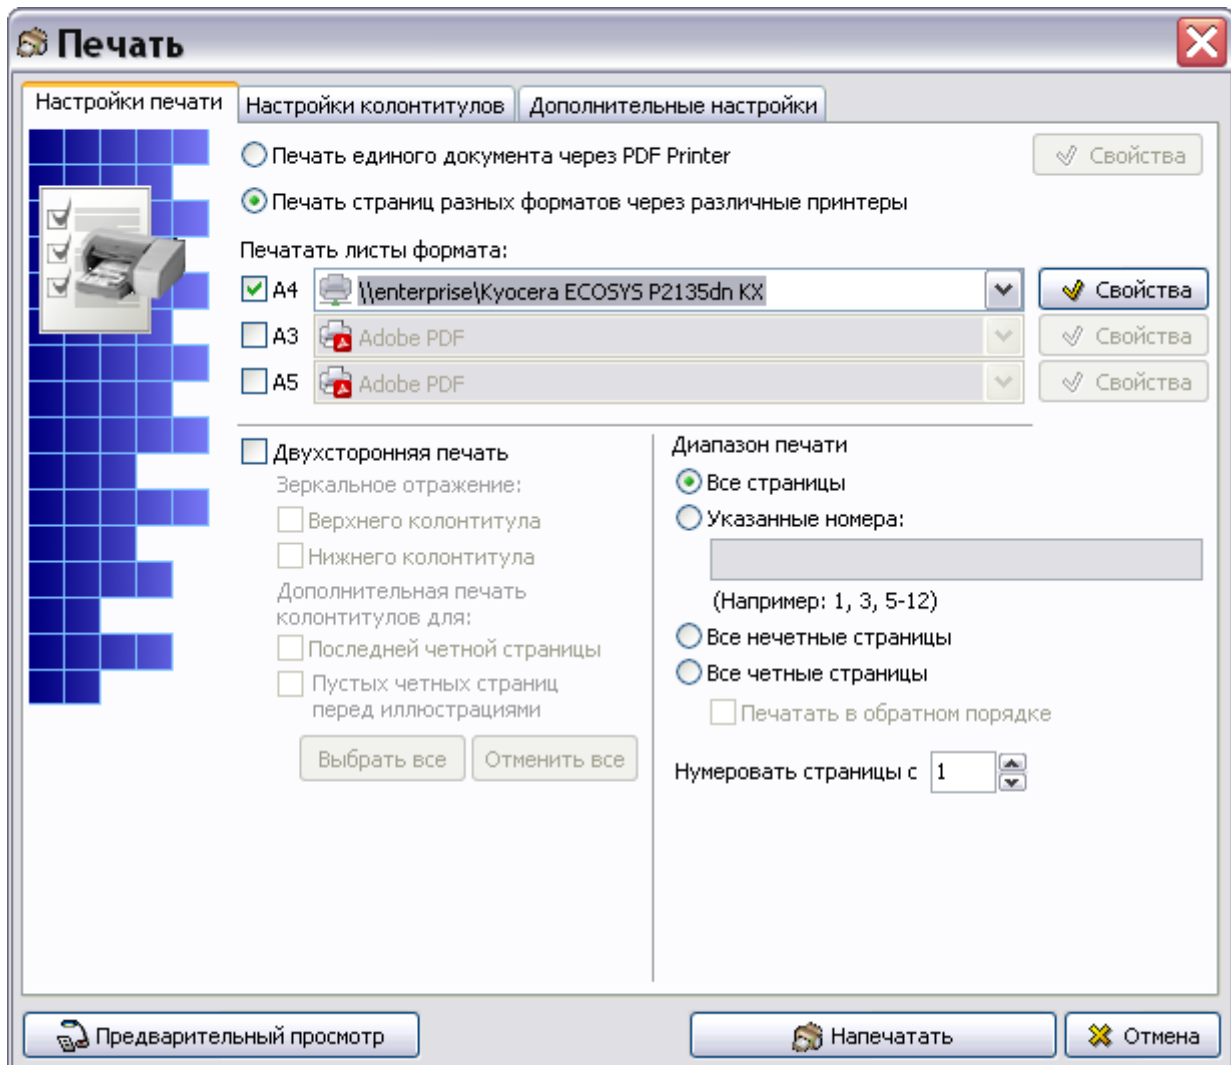 Печать
Настройки печати
Настройки колонтитулов
Дополнительные настройки
Печать единого документа через PDF Printer
Свойства
Печать страниц разных форматов через различные принтеры
Печатать листы формата:
A4
\\enterprise\Kyocera ECOSYS P2135dn KX
Свойства
A3
Adobe PDF
Свойства
A5
Adobe PDF
Свойства
Двухсторонняя печать
Зеркальное отражение:
Верхнего колонтитула
Нижнего колонтитула
Дополнительная печать
колонтитулов для:
Последней четной страницы
Пустых четных страниц
перед иллюстрациями
Выбрать все
Отменить все
Диапазон печати
Все страницы
Указанные номера:
(Например: 1, 3, 5-12)
Все нечетные страницы
Все четные страницы
Печатать в обратном порядке
Нумеровать страницы с 1
Предварительный просмотр
Напечатать
Отмена